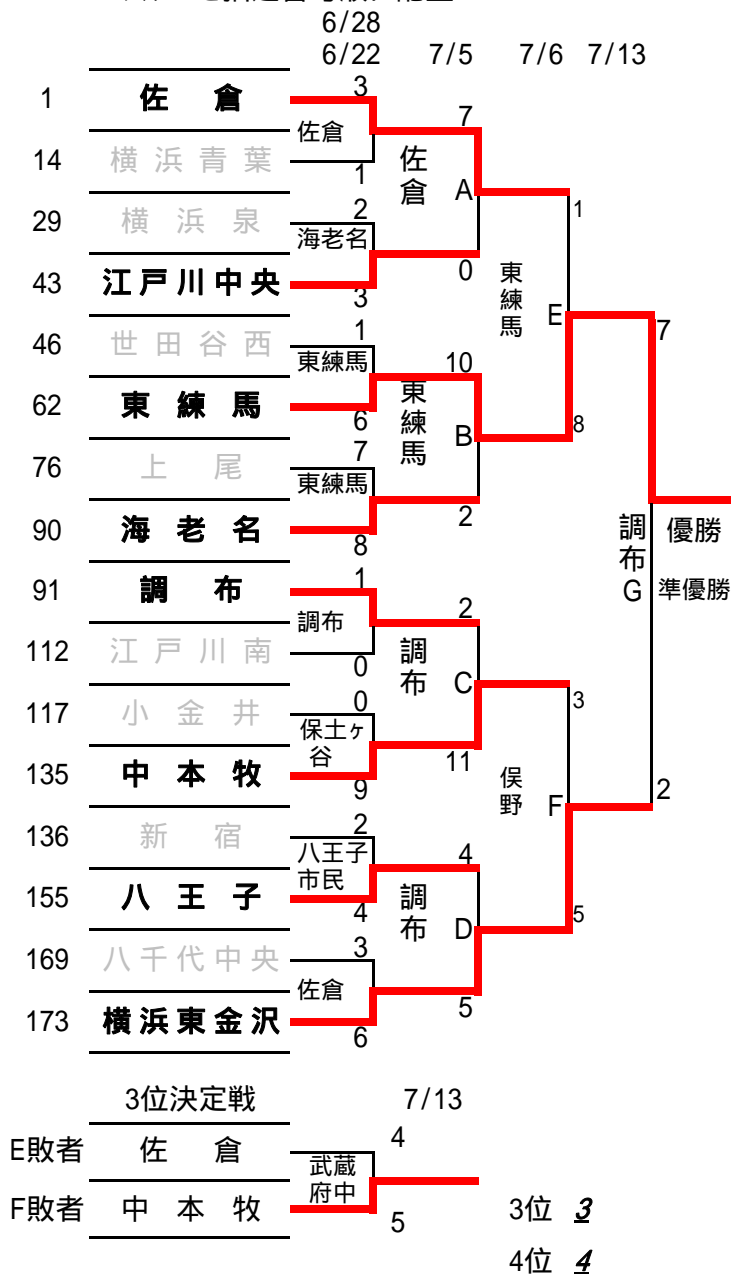 6/28
6/22 7/5 7/6 7/13
1 佐倉 3
佐倉 7
14 横浜青葉 1
佐倉 A 1
29 横浜泉 2
海老名 0
43 江戸川中央 3
東練馬 E 7
46 世田谷西 1
東練馬 10
62 東練馬 6
東練馬 B 8
76 上尾 7
東練馬 2
90 海老名 8
調布 G 優勝
準優勝
91 調布 1
調布 2
112 江戸川南 0
調布 C 3
117 小金井 0
保土ヶ谷 11
135 中本牧 9
俣野 F 2
136 新宿 2
八王子市民 4
155 八王子 4
調布 D 5
169 八千代中央 3
佐倉 5
173 横浜東金沢 6
3位決定戦 7/13
E敗者 佐倉 4
武蔵府中
F敗者 中本牧 5
3位 3
4位 4